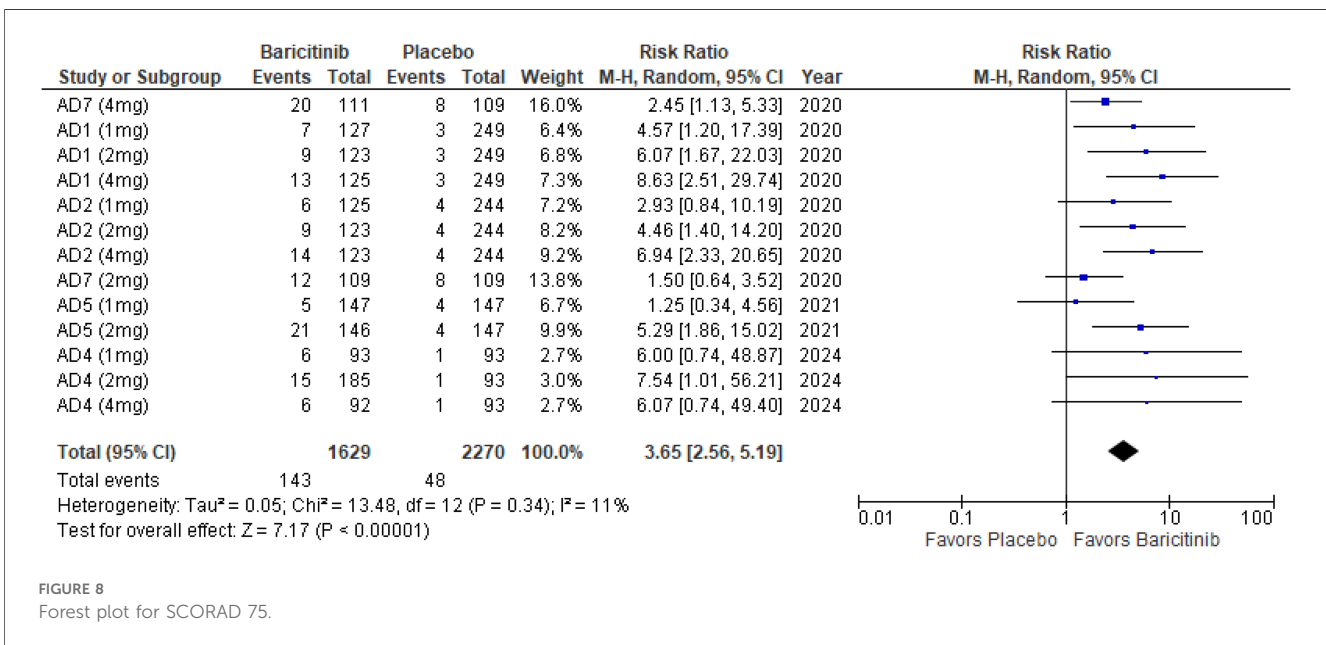 Baricitinib Placebo Risk Ratio Risk Ratio
Study or Subgroup Events Total Events Total Weight M-H, Random, 95% CI Year M-H, Random, 95% CI
AD7 (4mg) 20 111 8 109 16.0% 2.45 [1.13, 5.33] 2020
AD1 (1mg) 7 127 3 249 6.4% 4.57 [1.20, 17.39] 2020
AD1 (2mg) 9 123 3 249 6.8% 6.07 [1.67, 22.03] 2020
AD1 (4mg) 13 125 3 249 7.3% 8.63 [2.51, 29.74] 2020
AD2 (1mg) 6 125 4 244 7.2% 2.93 [0.84, 10.19] 2020
AD2 (2mg) 9 123 4 244 8.2% 4.46 [1.40, 14.20] 2020
AD2 (4mg) 14 123 4 244 9.2% 6.94 [2.33, 20.65] 2020
AD7 (2mg) 12 109 8 109 13.8% 1.50 [0.64, 3.52] 2020
AD5 (1mg) 5 147 4 147 6.7% 1.25 [0.34, 4.56] 2021
AD5 (2mg) 21 146 4 147 9.9% 5.29 [1.86, 15.02] 2021
AD4 (1mg) 6 93 1 93 2.7% 6.00 [0.74, 48.87] 2024
AD4 (2mg) 15 185 1 93 3.0% 7.54 [1.01, 56.21] 2024
AD4 (4mg) 6 92 1 93 2.7% 6.07 [0.74, 49.40] 2024
Total (95% CI) 1629 2270 100.0% 3.65 [2.56, 5.19]
Total events 143 48
Heterogeneity: Tau² = 0.05; Chi² = 13.48, df = 12 (P = 0.34); I² = 11%
Test for overall effect: Z = 7.17 (P < 0.00001)
0.01 0.1 1 10 100
Favors Placebo Favors Baricitinib
FIGURE 8
Forest plot for SCORAD 75.